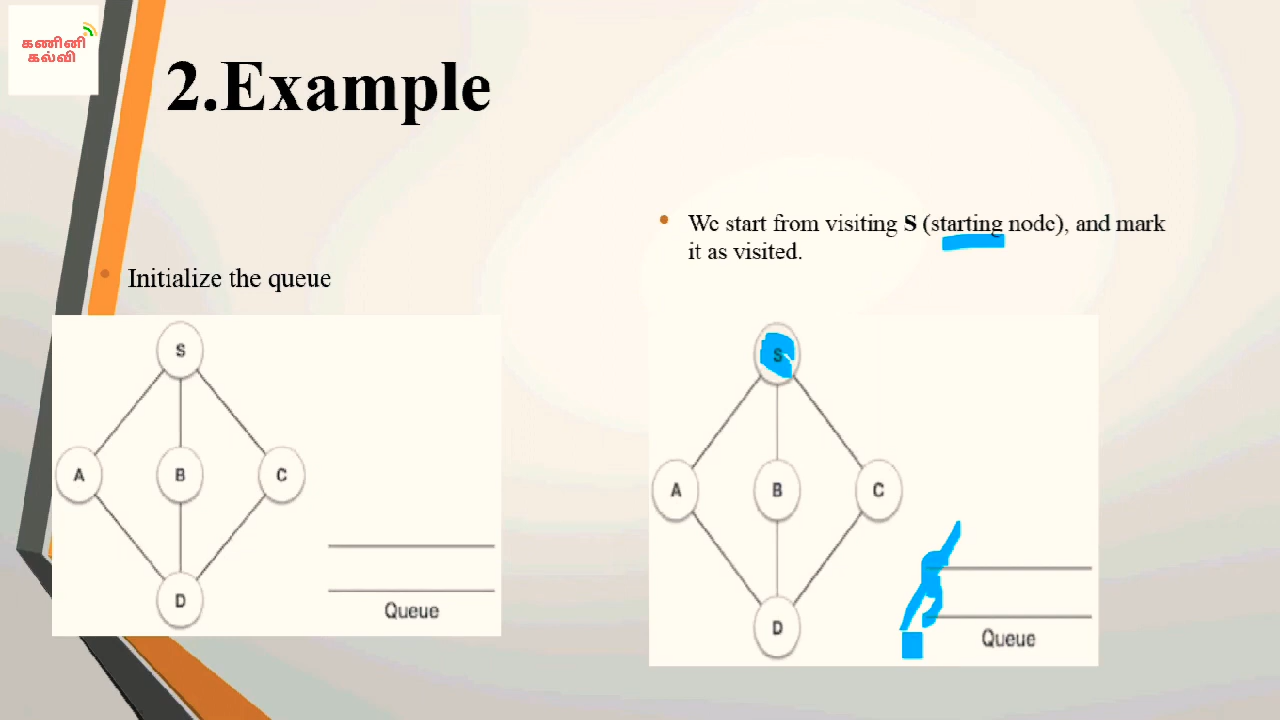 கணினி
கல்வி
2.Example
Initialize the queue
S
A B C
D
Queue
We start from visiting S (starting node), and mark
it as visited.
S
A B C
D
Queue